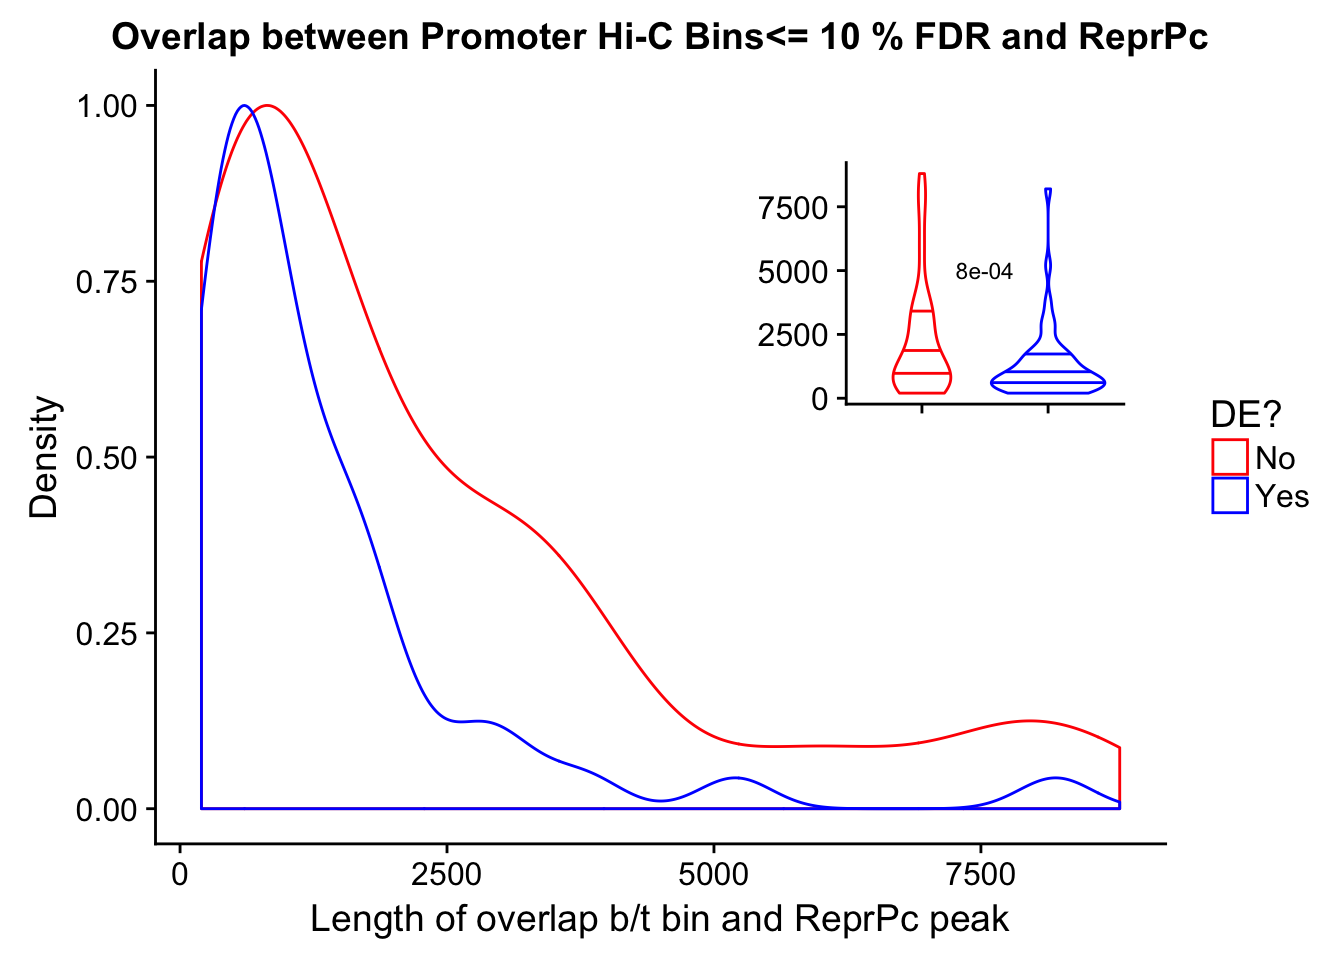 Overlap between Promoter Hi-C Bins<= 10 % FDR and ReprPc
1.00
0.75
0.50
0.25
0.00
Density
0
2500
5000
7500
Length of overlap b/t bin and ReprPc peak
7500
5000
2500
0
8e-04
DE?
No
Yes